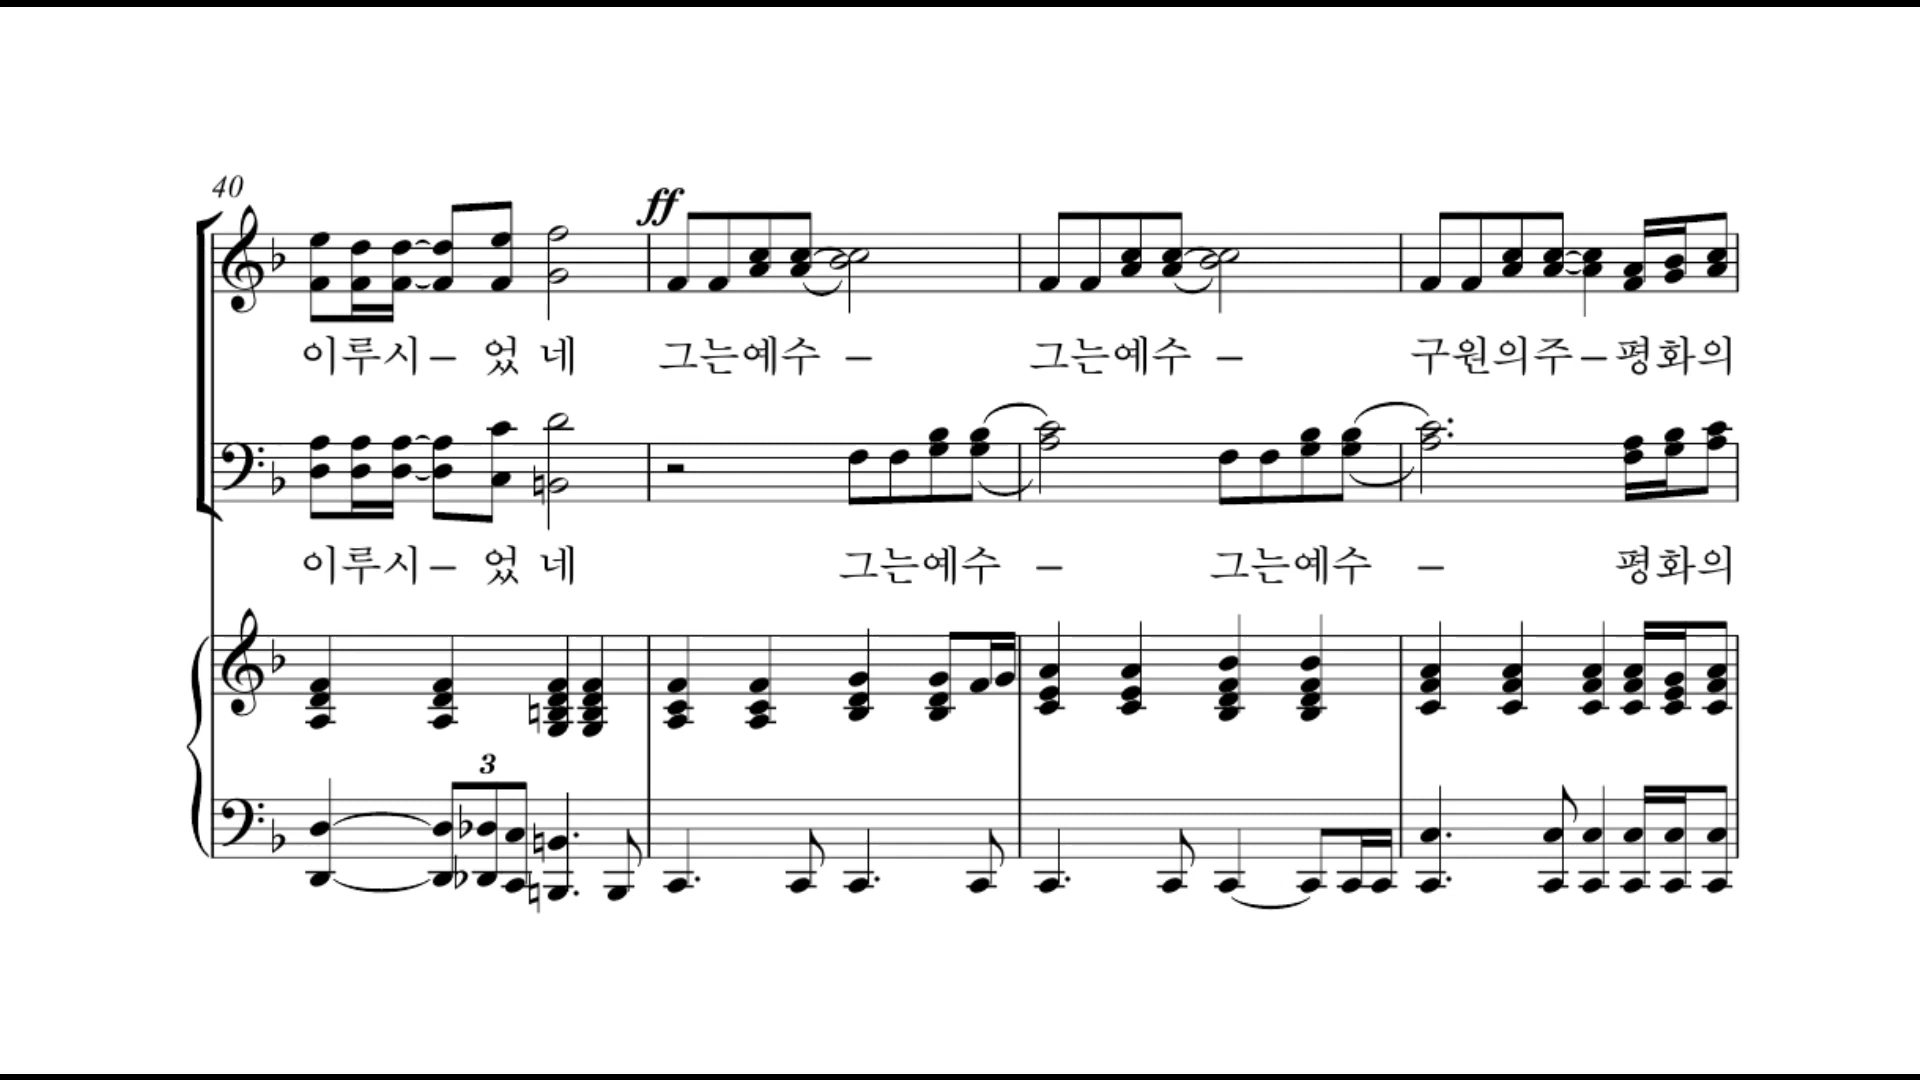 40
ff
이루시– 었 네 그는예수 – 그는예수 – 구원의주–평화의
이루시– 었 네 그는예수 – 그는예수 – 평화의
3